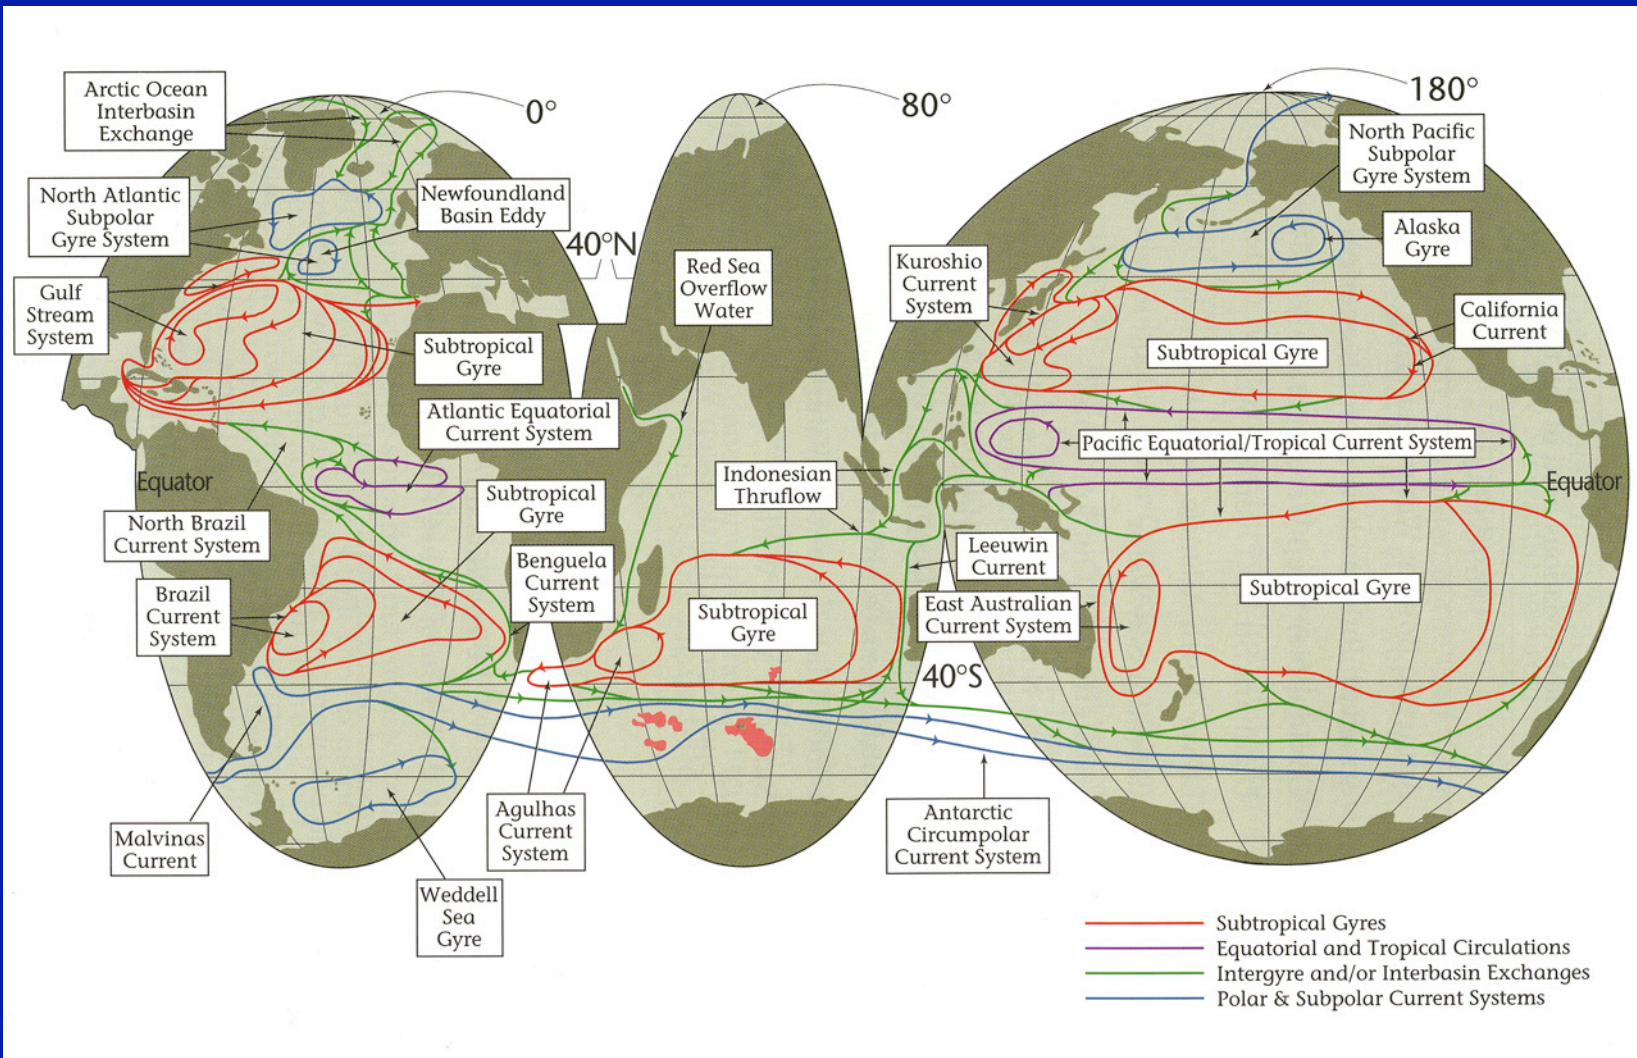 Arctic Ocean
Interbasin
Exchange
0°
80°
180°
North Pacific
Subpolar
Gyre System
North Atlantic
Subpolar
Gyre System
Newfoundland
Basin Eddy
40°N
Alaska
Gyre
Gulf
Stream
System
Red Sea
Overflow
Water
Kuroshio
Current
System
California
Current
Subtropical
Gyre
Subtropical Gyre
Atlantic Equatorial
Current System
Pacific Equatorial/Tropical Current System
Equator
Indonesian
Thruflow
Equator
Subtropical
Gyre
North Brazil
Current System
Benguela
Current
System
Leeuwin
Current
Brazil
Current
System
Subtropical
Gyre
East Australian
Current System
Subtropical Gyre
40°S
Malvinas
Current
Agulhas
Current
System
Antarctic
Circumpolar
Current System
Weddell
Sea
Gyre
Subtropical Gyres
Equatorial and Tropical Circulations
Intergyre and/or Interbasin Exchanges
Polar & Subpolar Current Systems